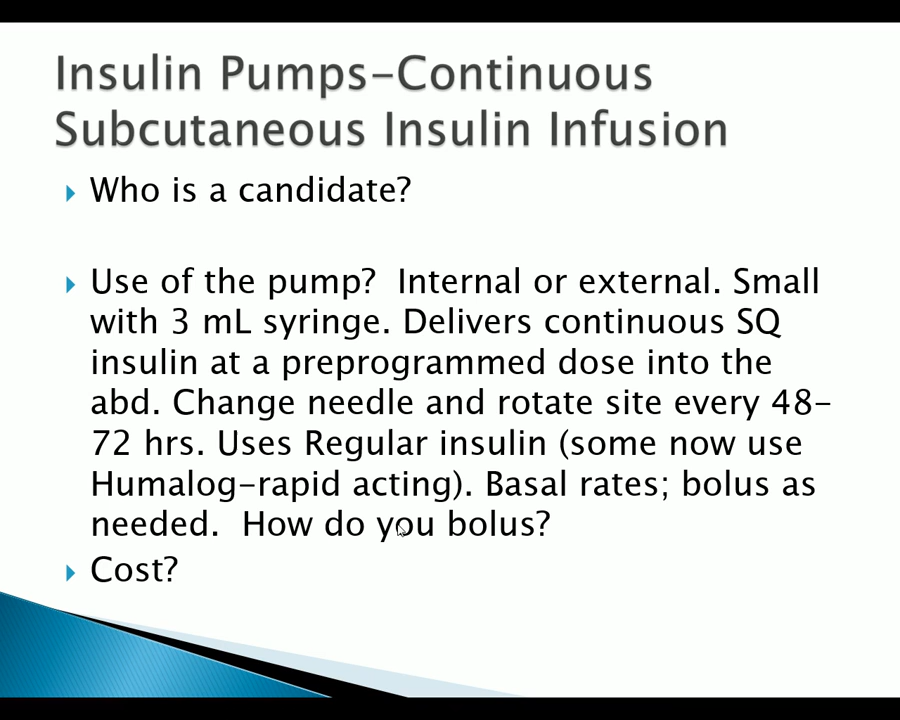 Insulin Pumps-Continuous
Subcutaneous Insulin Infusion
Who is a candidate?
Use of the pump?  Internal or external. Small
with 3 mL syringe. Delivers continuous SQ
insulin at a preprogrammed dose into the
abd. Change needle and rotate site every 48-
72 hrs. Uses Regular insulin (some now use
Humalog-rapid acting). Basal rates; bolus as
needed.  How do you bolus?
Cost?